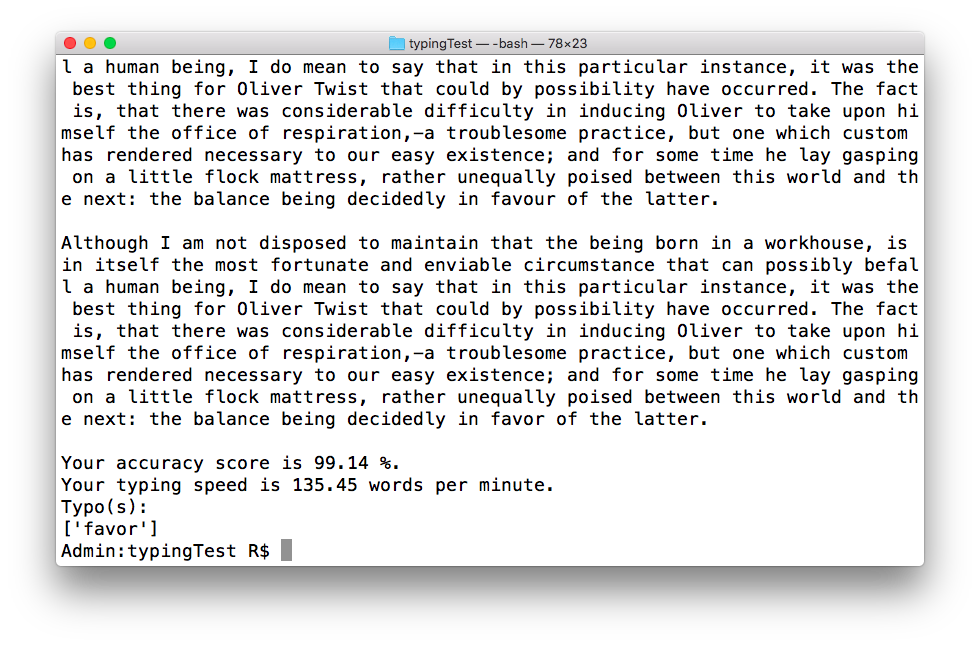 typingTest — -bash — 78×23
l a human being, I do mean to say that in this particular instance, it was the
best thing for Oliver Twist that could by possibility have occurred. The fact
is, that there was considerable difficulty in inducing Oliver to take upon hi
mself the office of respiration,—a troublesome practice, but one which custom
has rendered necessary to our easy existence; and for some time he lay gasping
on a little flock mattress, rather unequally poised between this world and th
e next: the balance being decidedly in favour of the latter.
Although I am not disposed to maintain that the being born in a workhouse, is
in itself the most fortunate and enviable circumstance that can possibly befal
l a human being, I do mean to say that in this particular instance, it was the
best thing for Oliver Twist that could by possibility have occurred. The fact
is, that there was considerable difficulty in inducing Oliver to take upon hi
mself the office of respiration,—a troublesome practice, but one which custom
has rendered necessary to our easy existence; and for some time he lay gasping
on a little flock mattress, rather unequally poised between this world and th
e next: the balance being decidedly in favor of the latter.
Your accuracy score is 99.14 %.
Your typing speed is 135.45 words per minute.
Typo(s):
['favor']
Admin:typingTest R$